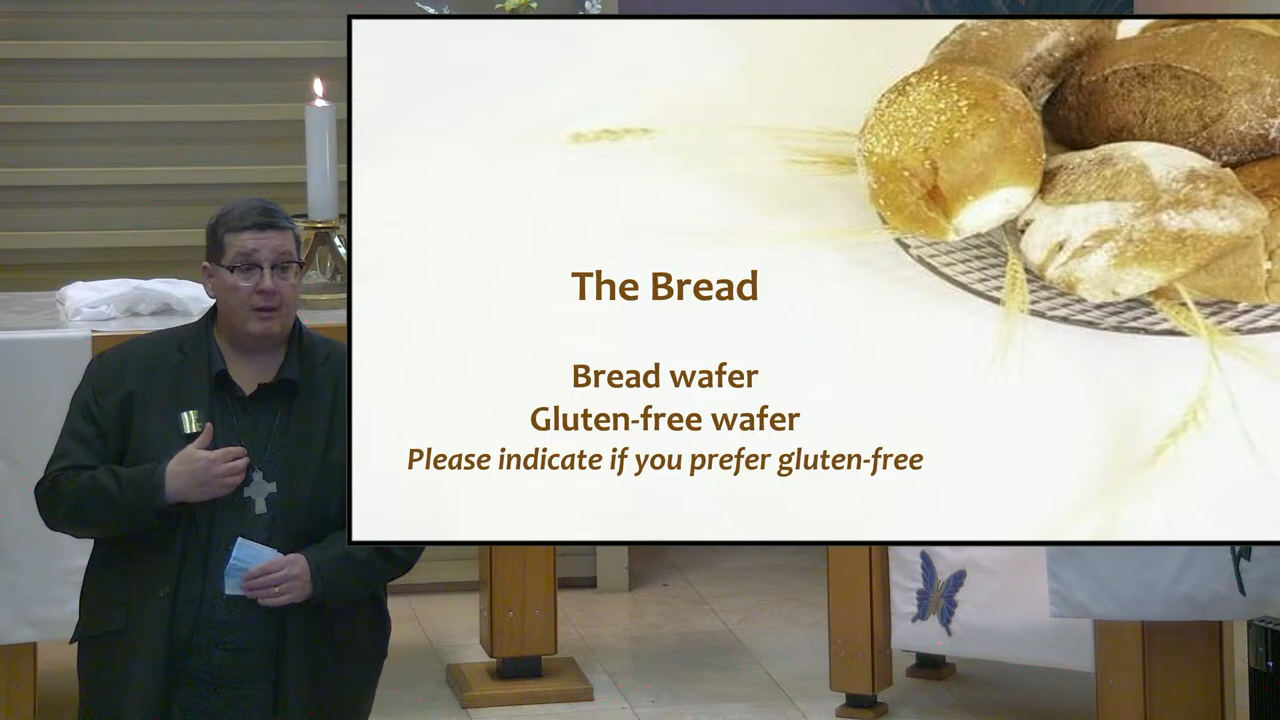 The Bread
Bread wafer
Gluten-free wafer
Please indicate if you prefer gluten-free